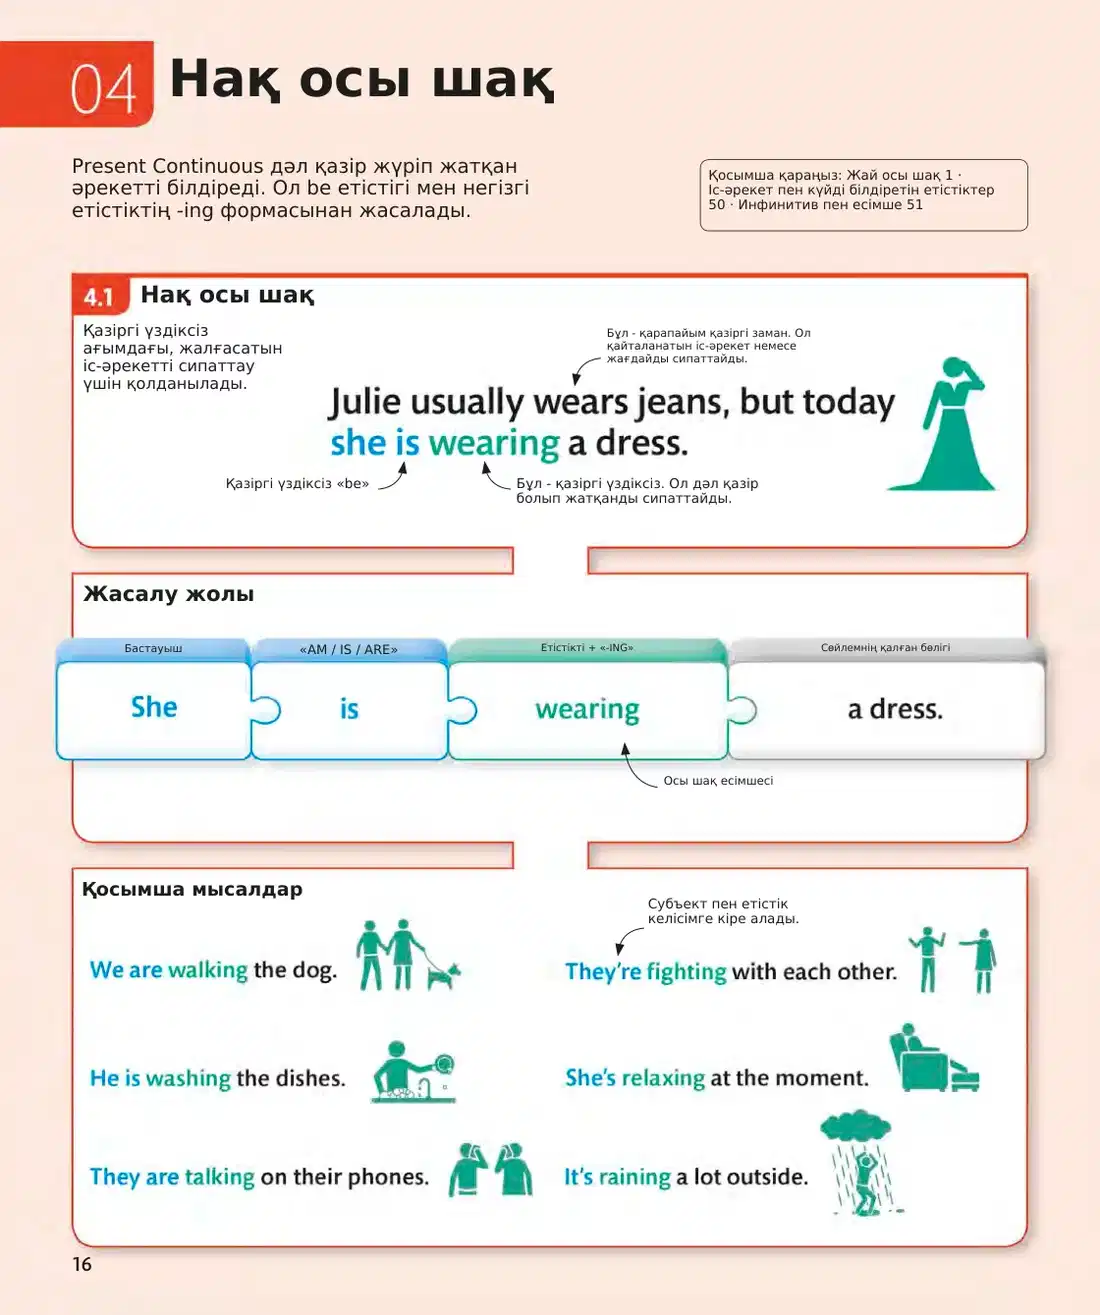 04 Нақ осы шақ
Present Continuous дәл қазір жүріп жатқан
әрекетті білдіреді. Ол be етістігі мен негізгі
етістіктің -ing формасынан жасалады.
Қосымша қараңыз: Жай осы шақ 1 ·
Іс-әрекет пен күйді білдіретін етістіктер
50 · Инфинитив пен есімше 51
4.1 Нақ осы шақ
Қазіргі үздіксіз
ағымдағы, жалғасатын
іс-әрекетті сипаттау
үшін қолданылады.
Бұл - қарапайым қазіргі заман. Ол
қайталанатын іс-әрекет немесе
жағдайды сипаттайды.
Julie usually wears jeans, but today
she is wearing a dress.
Қазіргі үздіксіз «be»
Бұл - қазіргі үздіксіз. Ол дәл қазір
болып жатқанды сипаттайды.
Жасалу жолы
Бастауыш
«AM / IS / ARE»
Етістікті + «-ING»
Сөйлемнің қалған бөлігі
She
is
wearing
a dress.
Осы шақ есімшесі
Қосымша мысалдар
Субъект пен етістік
келісімге кіре алады.
We are walking the dog.
They're fighting with each other.
He is washing the dishes.
She's relaxing at the moment.
They are talking on their phones.
It's raining a lot outside.
16